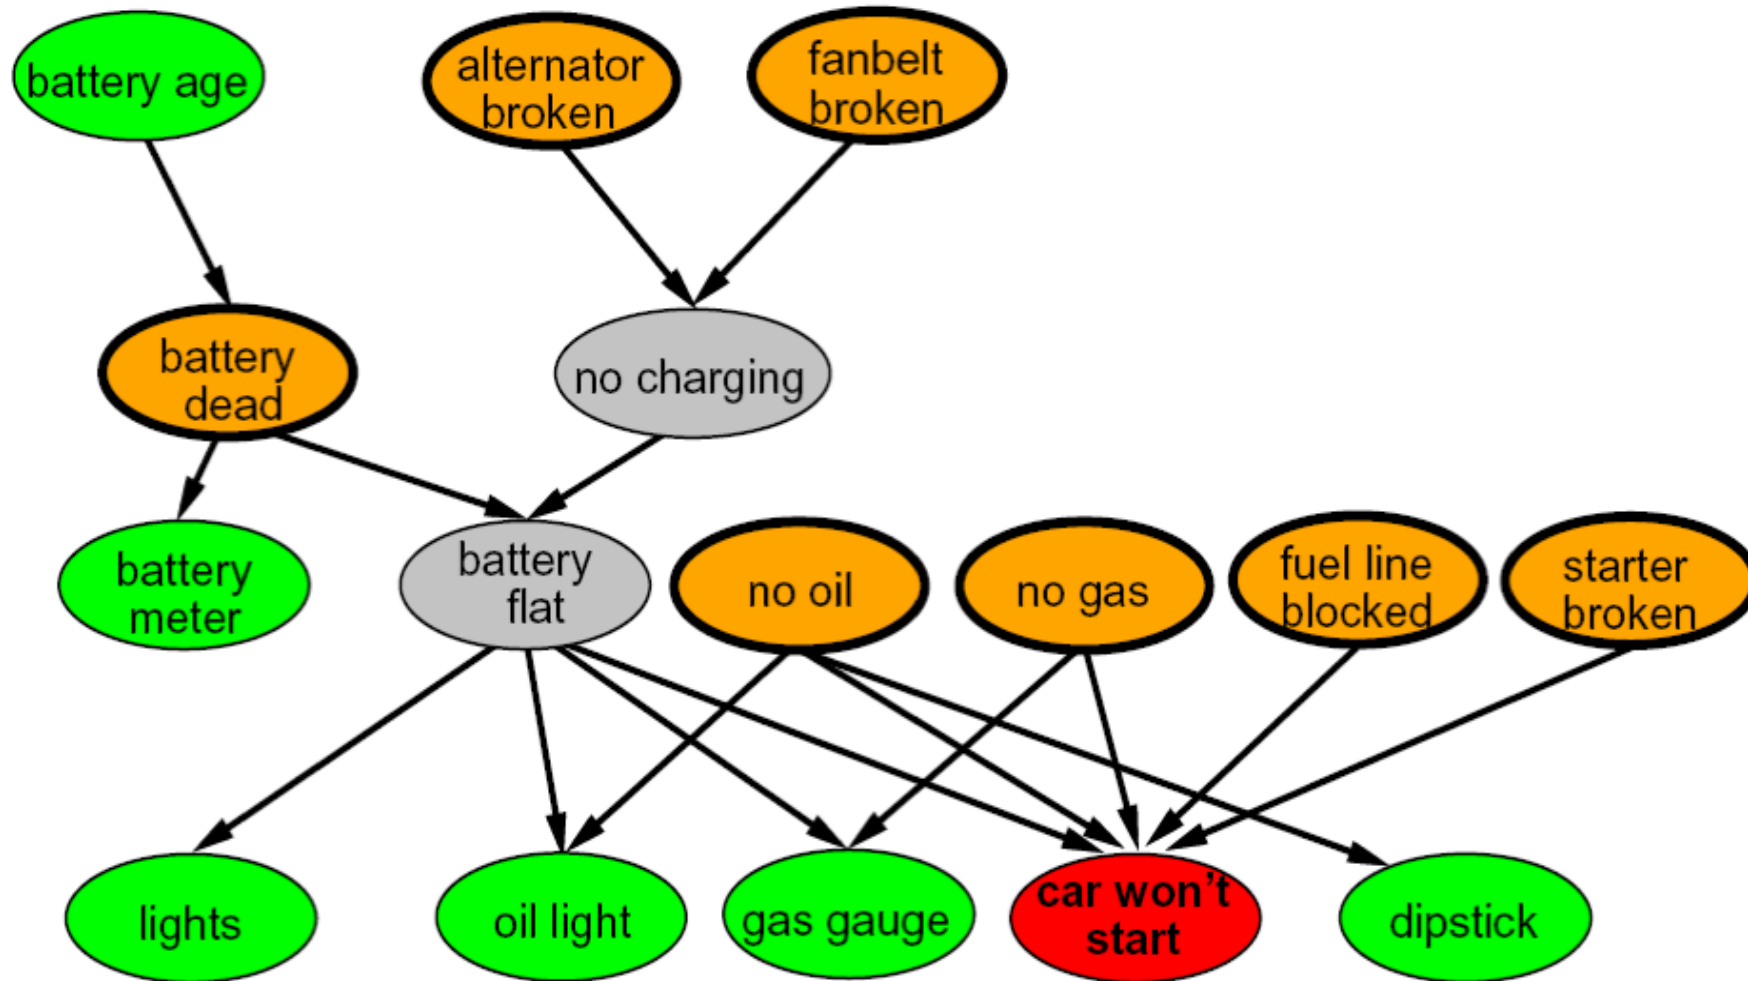 battery age
alternator
broken
fanbelt
broken
battery
dead
no charging
battery
meter
battery
flat
no oil
no gas
fuel line
blocked
starter
broken
lights
oil light
gas gauge
car won't
start
dipstick